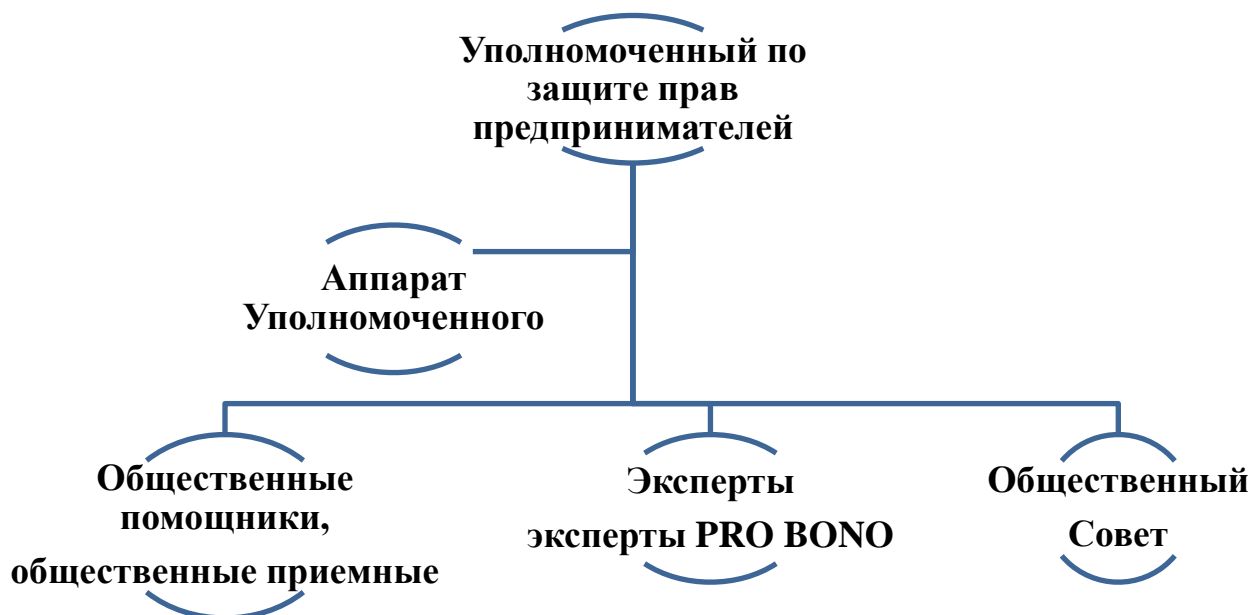 Уполномоченный по
защите прав
предпринимателей
Аппарат
Уполномоченного
Общественные
помощники,
общественные приемные
Эксперты
эксперты PRO BONO
Общественный
Совет